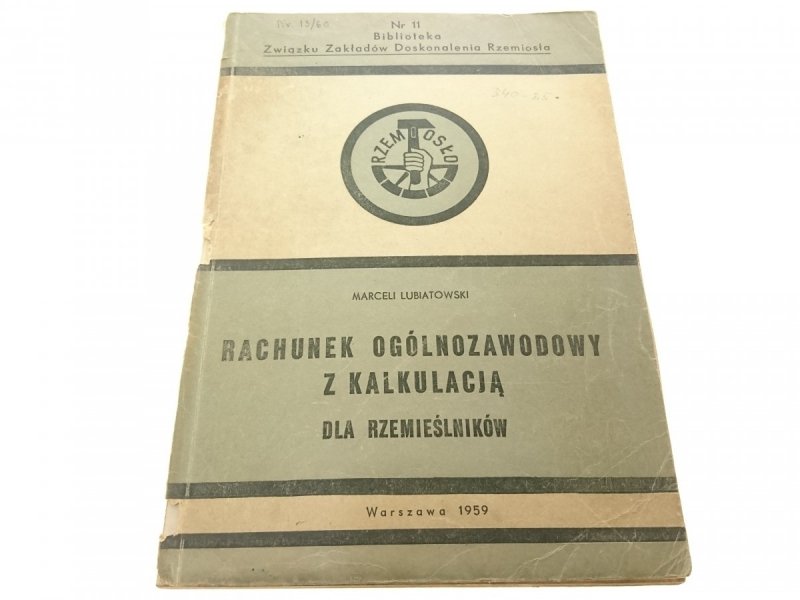 Nr 11
Biblioteka
Związku Zakładów Doskonalenia Rzemiosła
RZEMIOSŁO
MARCELI LUBIATOWSKI
RACHUNEK OGÓLNOZAWODOWY
Z KALKULACJĄ
DLA RZEMIEŚLNIKÓW
Warszawa 1959